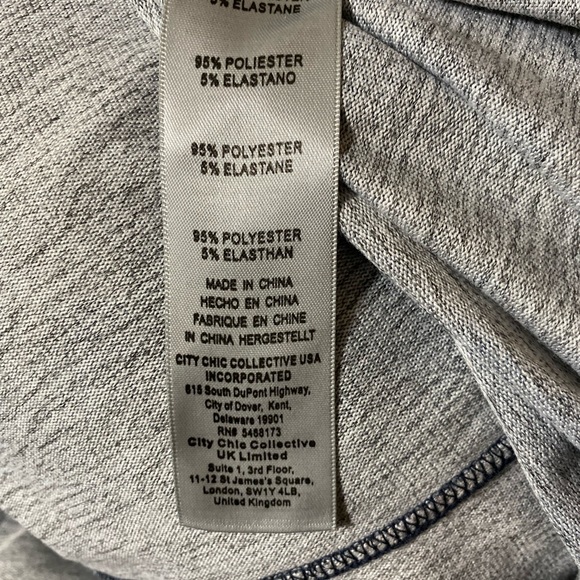 5% ELASTANE
95% POLIESTER
5% ELASTANO
95% POLYESTER
5% ELASTANE
95% POLYESTER
5% ELASTHAN
MADE IN CHINA
HECHO EN CHINA
FABRIQUE EN CHINE
IN CHINA HERGESTELLT
CITY CHIC COLLECTIVE USA
INCORPORATED
615 South DuPont Highway,
City of Dover, Kent,
Delaware 19901
RN# 5468173
City Chic Collective
UK Limited
Suite 1, 3rd Floor,
11-12 St James's Square,
London, SW1Y 4LB,
United Kingdom